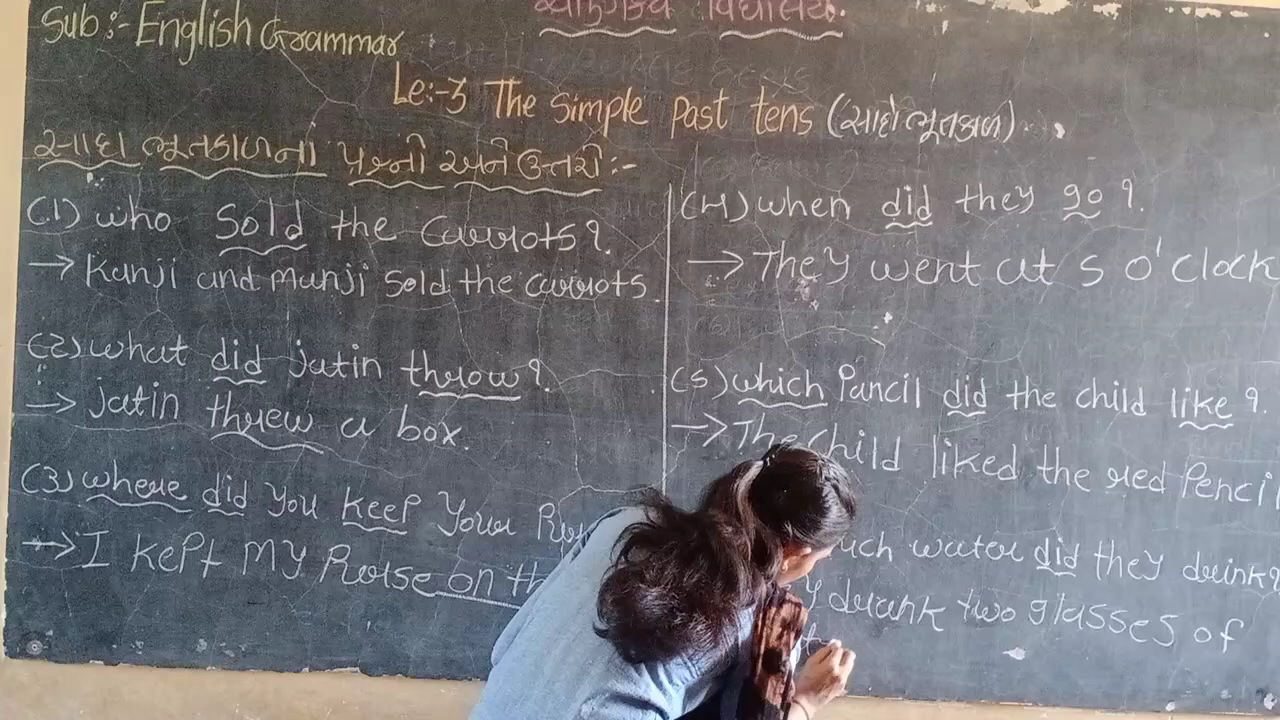 વિદ્યાલય.
Sub:- English Grammar
Le:-3 The Simple Past tens (સાદો ભૂતકાળ).
સાદા ભૂતકાળનાં પ્રશ્નો અને ઉત્તરો:-
(1) who sold the carrots?.
→ Kanji and manji sold the carrots.
(2) what did jatin throw?.
→ jatin threw a box.
(3) where did you keep your
→ I kept my Purse on
(4) when did they go?.
→ They went at 5 o'clock
(5) which Pancil did the child like?.
→ The child liked the red Pencil
water did they drink?
drank two glasses of